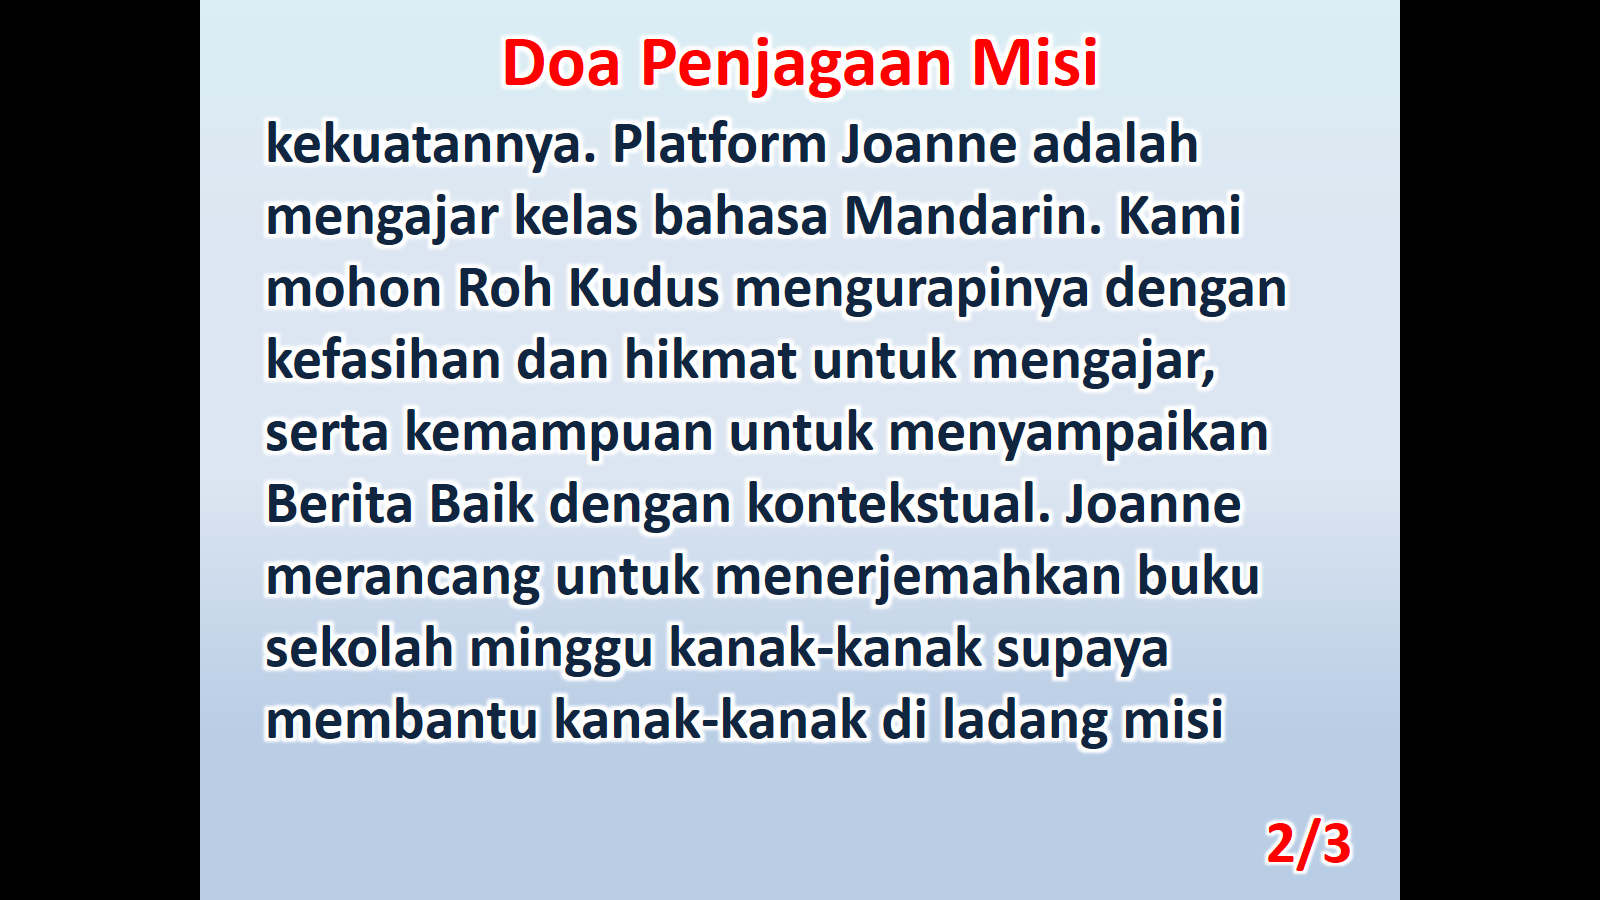 Doa Penjagaan Misi
kekuatannya. Platform Joanne adalah
mengajar kelas bahasa Mandarin. Kami
mohon Roh Kudus mengurapinya dengan
kefasihan dan hikmat untuk mengajar,
serta kemampuan untuk menyampaikan
Berita Baik dengan kontekstual. Joanne
merancang untuk menerjemahkan buku
sekolah minggu kanak-kanak supaya
membantu kanak-kanak di ladang misi
2/3